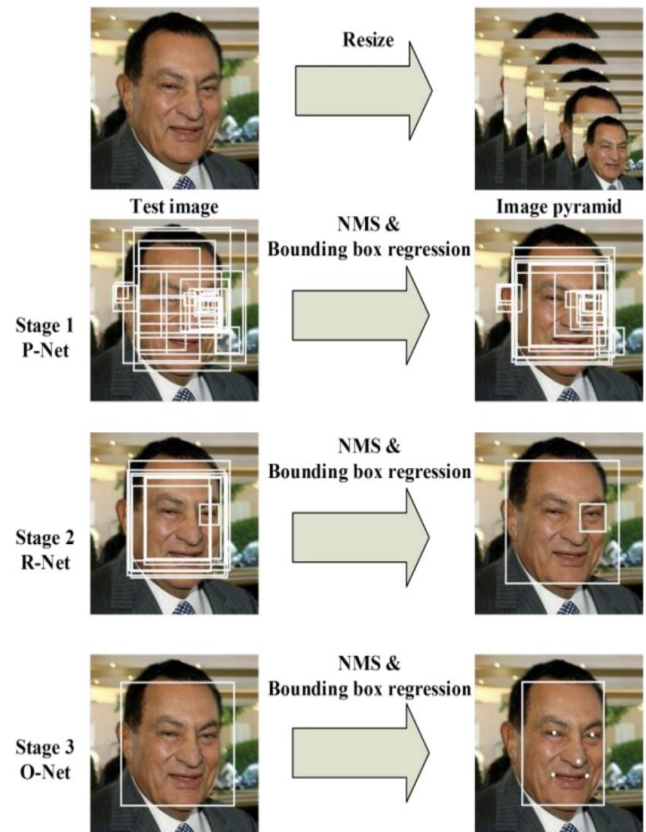 Resize
Test image
Image pyramid
NMS &
Bounding box regression
Stage 1
P-Net
NMS &
Bounding box regression
Stage 2
R-Net
NMS &
Bounding box regression
Stage 3
O-Net